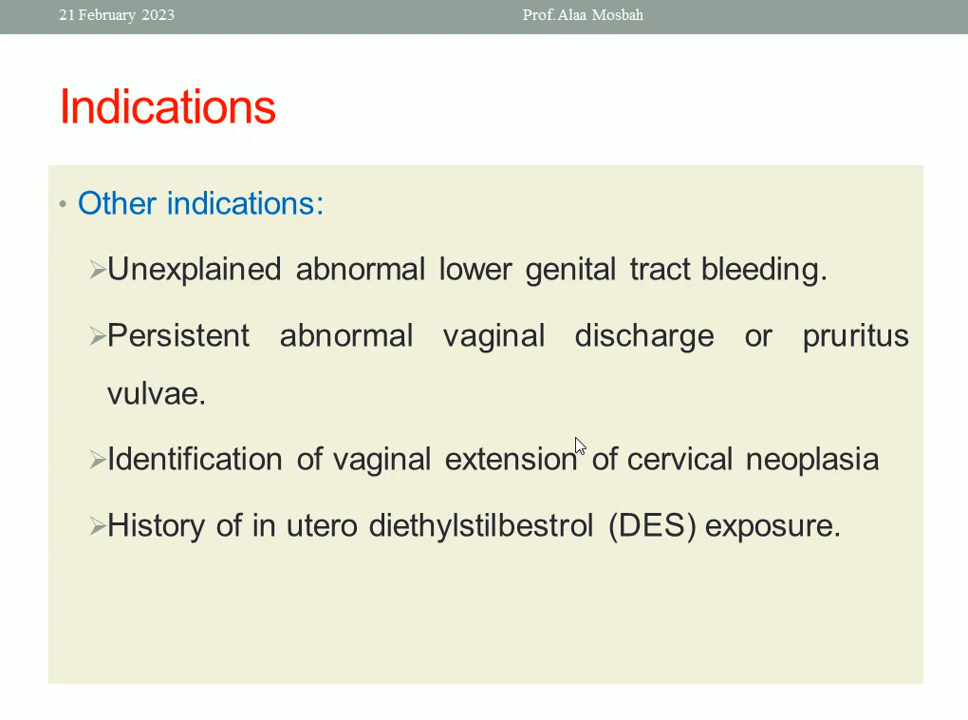 21 February 2023 Prof. Alaa Mosbah
Indications
• Other indications:
➢Unexplained abnormal lower genital tract bleeding.
➢Persistent abnormal vaginal discharge or pruritus
vulvae.
➢Identification of vaginal extension of cervical neoplasia
➢History of in utero diethylstilbestrol (DES) exposure.